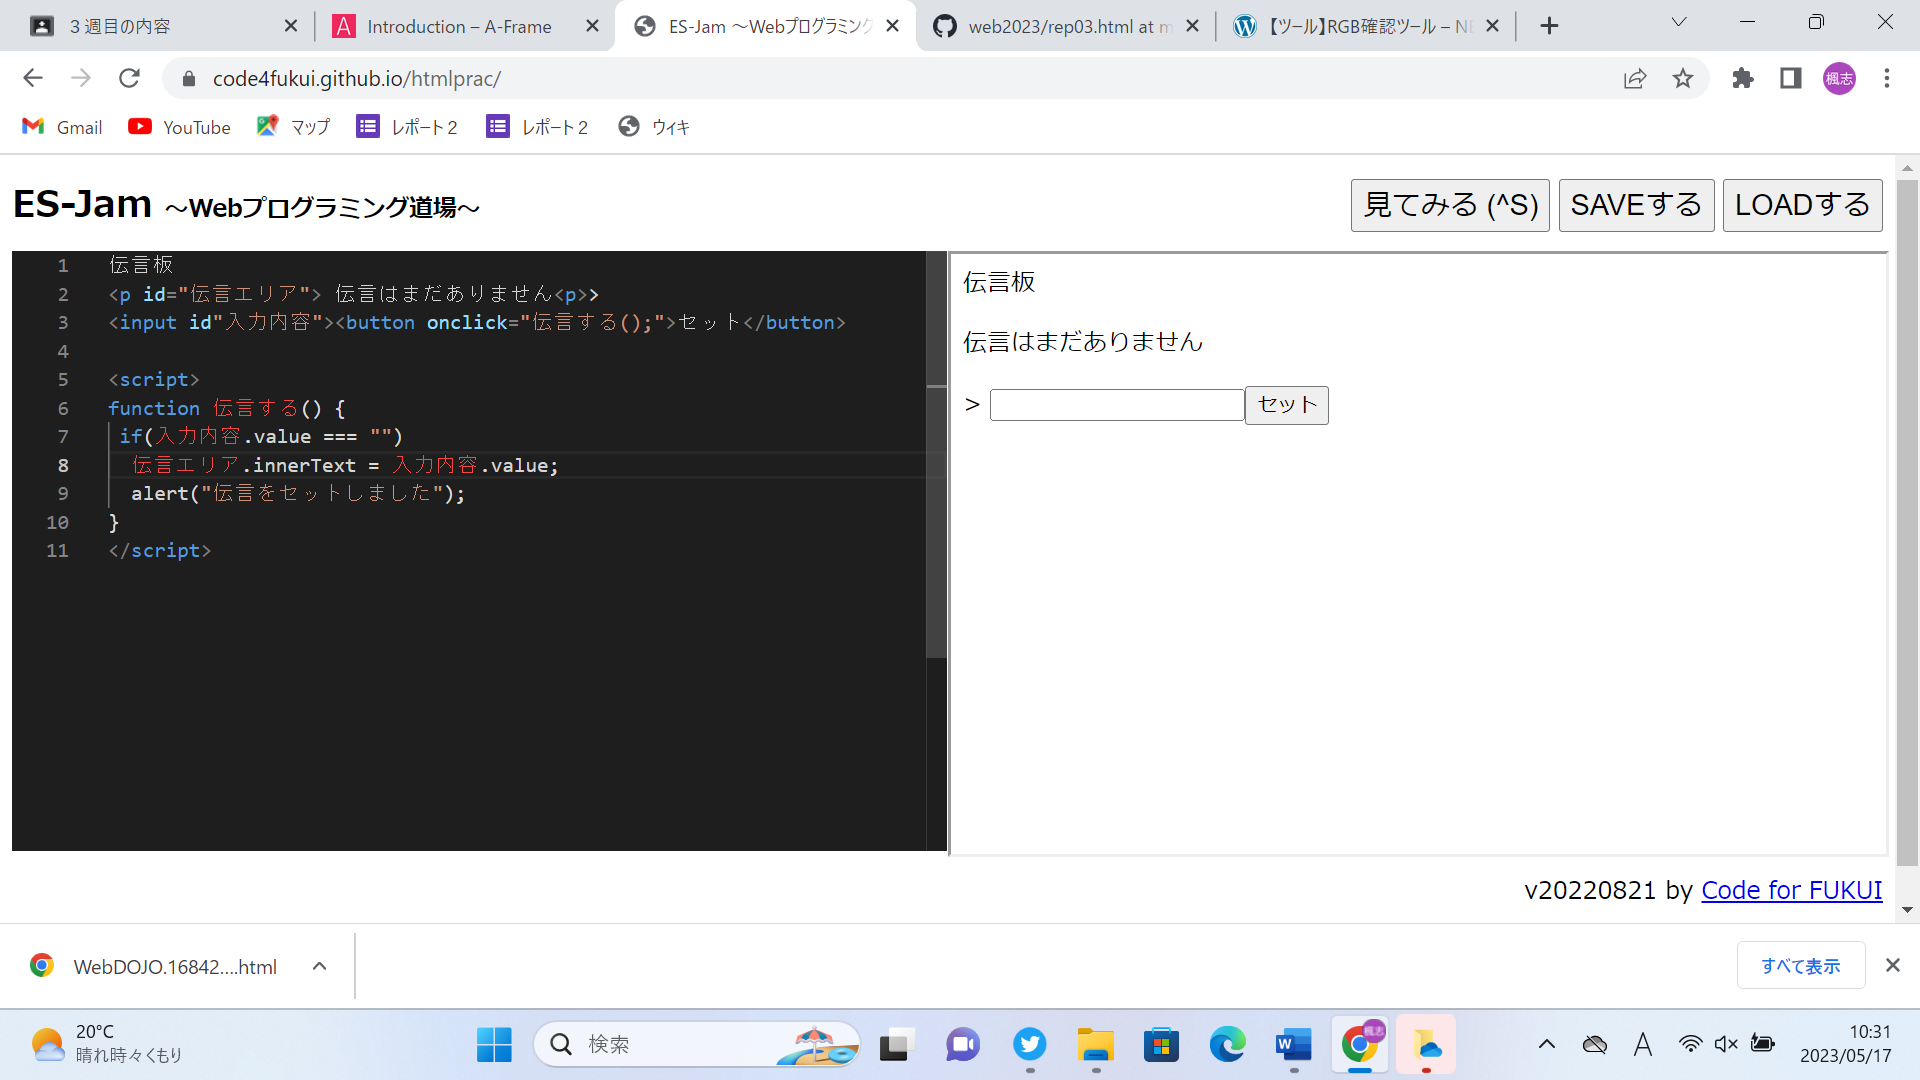 3 週目の内容
Introduction – A-Frame
ES-Jam ～Webプログラミング
web2023/rep03.html at m
【ツール】RGB確認ツール – NE
code4fukui.github.io/htmlprac/
楓志
Gmail
YouTube
マップ
レポート 2
レポート 2
ウィキ
ES-Jam ～Webプログラミング道場～
見てみる (^S)
SAVEする
LOADする
1 伝言板
2 <p id="伝言エリア"> 伝言はまだありません<p>>
3 <input id"入力内容"><button onclick="伝言する();">セット</button>
4
5 <script>
6 function 伝言する() {
7 if(入力内容.value === "")
8 伝言エリア.innerText = 入力内容.value;
9 alert("伝言をセットしました");
10 }
11 </script>
伝言板
伝言はまだありません
>
セット
v20220821 by Code for FUKUI
WebDOJO.16842....html
すべて表示
20°C
晴れ時々くもり
検索
楓志
A
10:31
2023/05/17